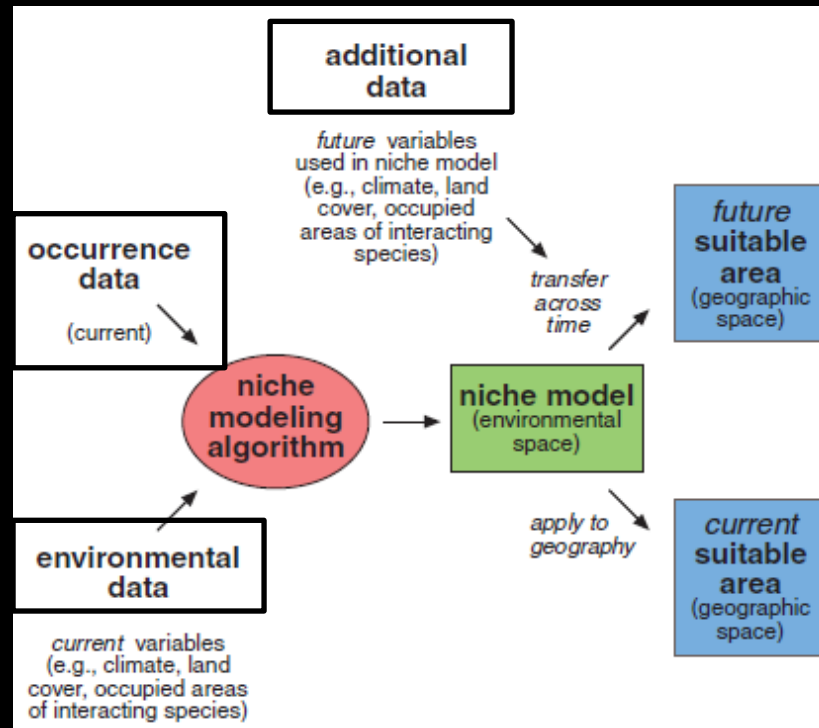 additional
data
future variables
used in niche model
(e.g., climate, land
cover, occupied
areas of interacting
species)
occurrence
data
(current)
environmental
data
current variables
(e.g., climate, land
cover, occupied areas
of interacting species)
niche
modeling
algorithm
niche model
(environmental
space)
transfer
across
time
apply to
geography
future
suitable
area
(geographic
space)
current
suitable
area
(geographic
space)